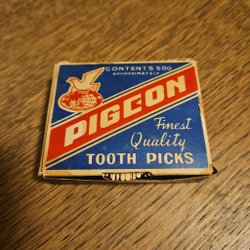 CONTENTS 500
APPROXIMATELY
PIGEON
Finest
Quality
TOOTH PICKS